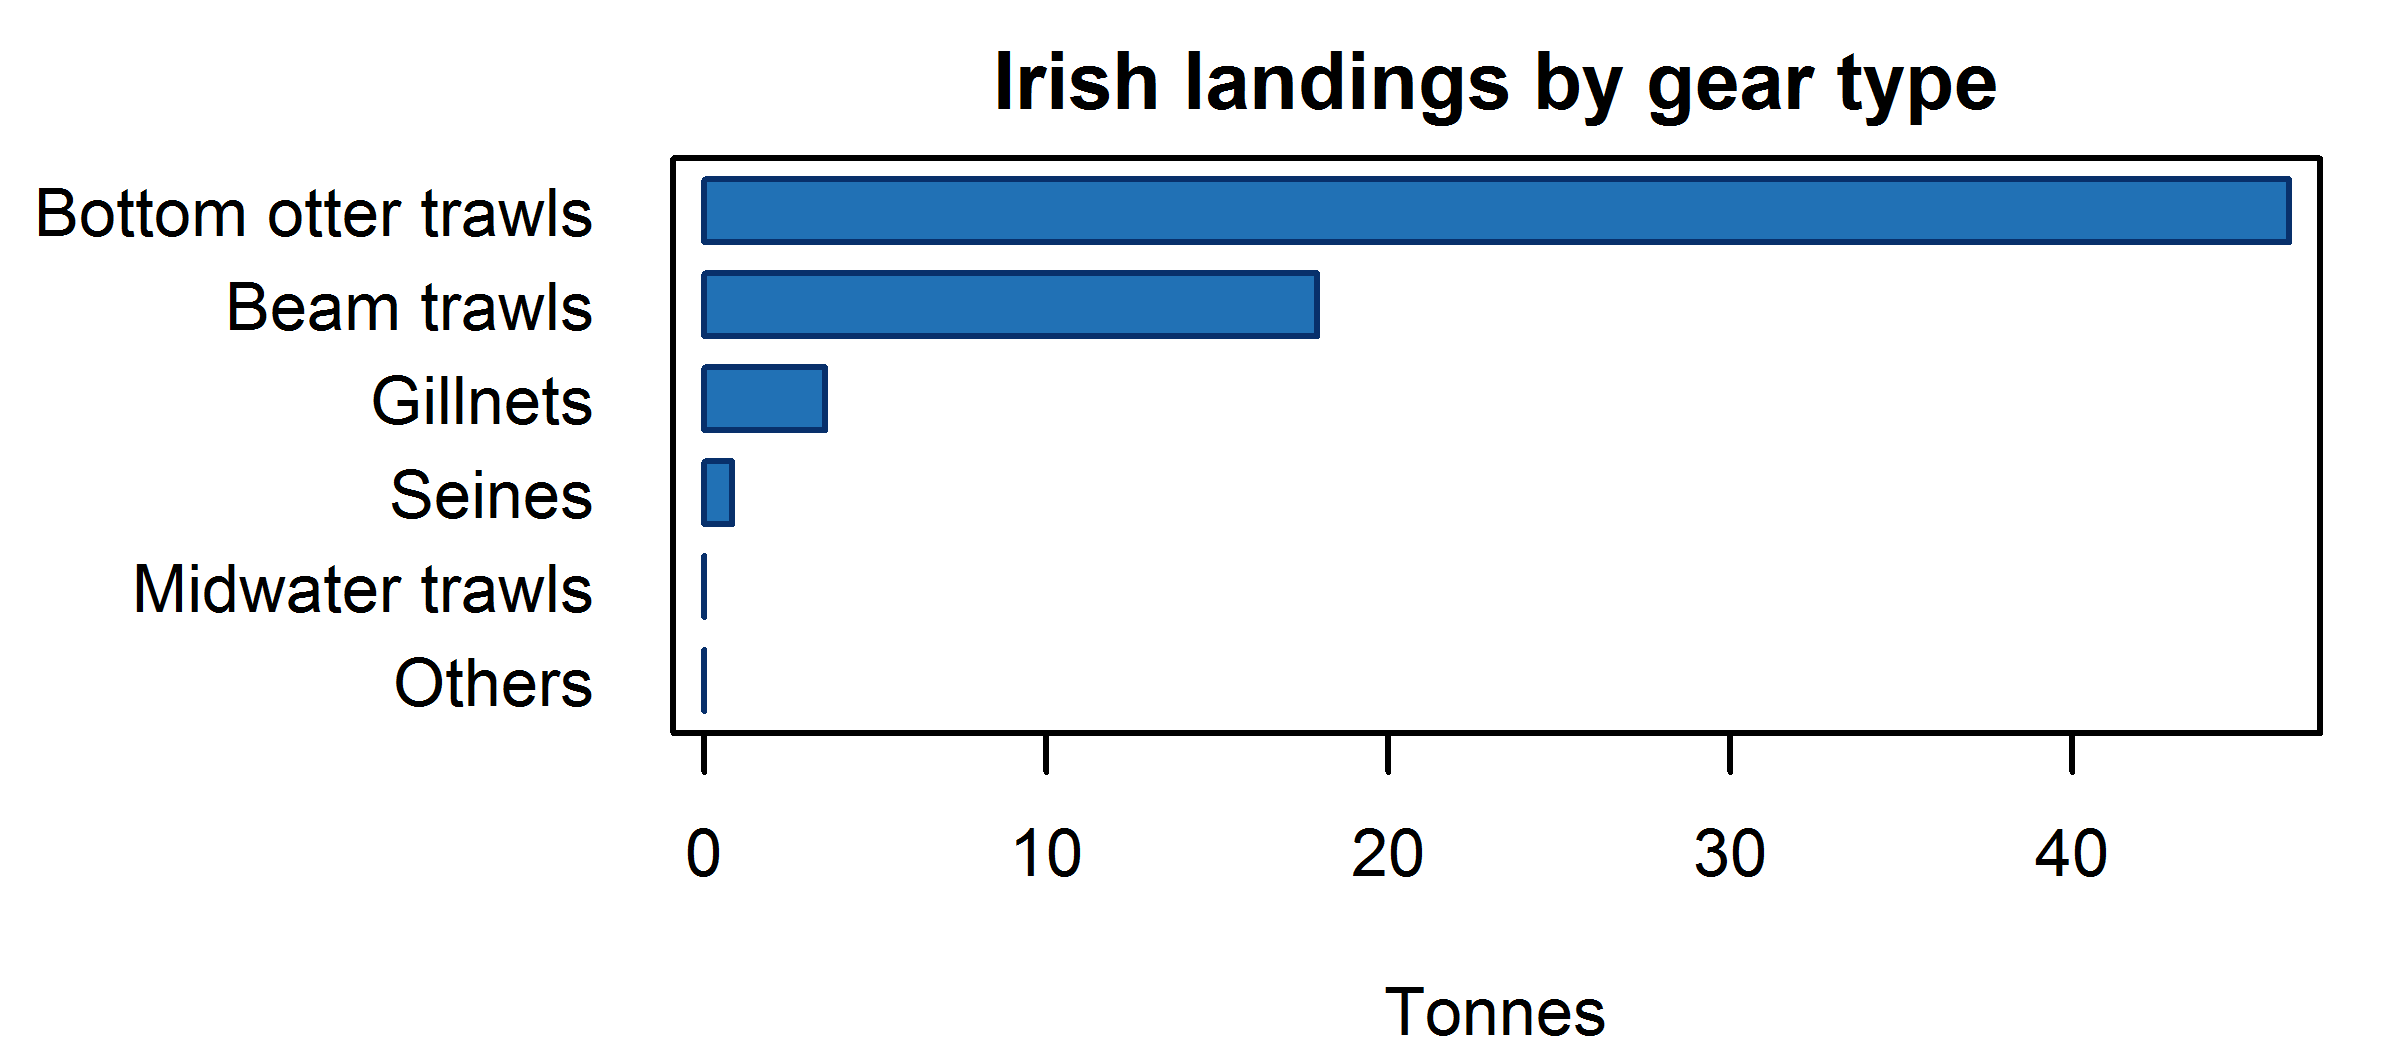 Irish landings by gear type
Bottom otter trawls
Beam trawls
Gillnets
Seines
Midwater trawls
Others
0 10 20 30 40
Tonnes